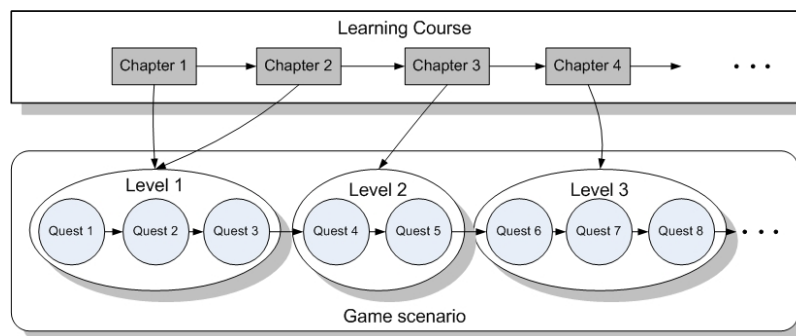 Learning Course
Chapter 1
Chapter 2
Chapter 3
Chapter 4
Level 1
Level 2
Level 3
Quest 1
Quest 2
Quest 3
Quest 4
Quest 5
Quest 6
Quest 7
Quest 8
Game scenario